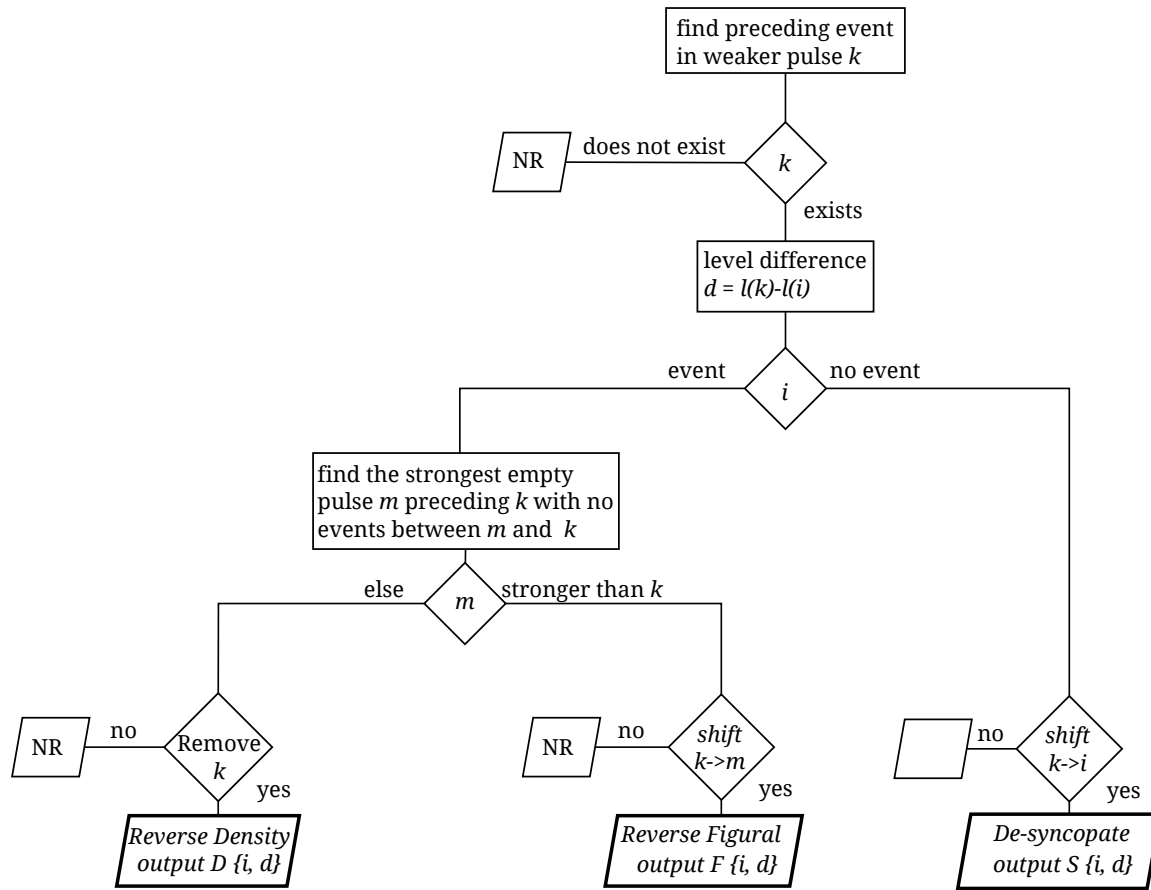 find preceding event
in weaker pulse k
NR
does not exist
k
exists
level difference
d = l(k)-l(i)
event
i
no event
find the strongest empty
pulse m preceding k with no
events between m and k
else
m
stronger than k
NR
no
Remove
k
yes
NR
no
shift
k->m
yes
no
shift
k->i
yes
Reverse Density
output D {i, d}
Reverse Figural
output F {i, d}
De-syncopate
output S {i, d}